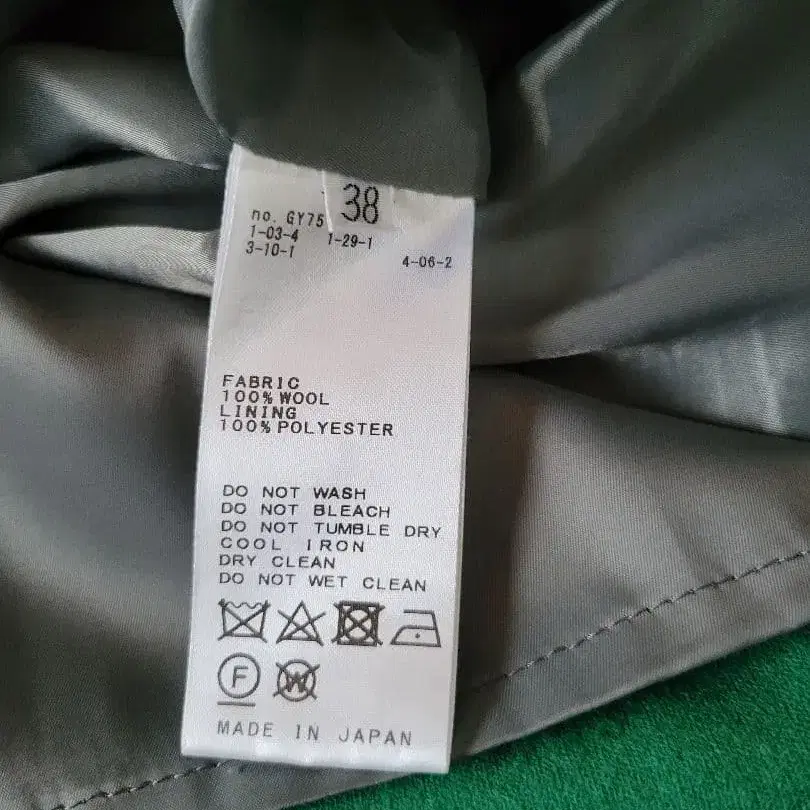 38
no. GY75
1-03-4 1-29-1
3-10-1 4-06-2
FABRIC
100% WOOL
LINING
100% POLYESTER
DO NOT WASH
DO NOT BLEACH
DO NOT TUMBLE DRY
COOL IRON
DRY CLEAN
DO NOT WET CLEAN
F W
MADE IN JAPAN